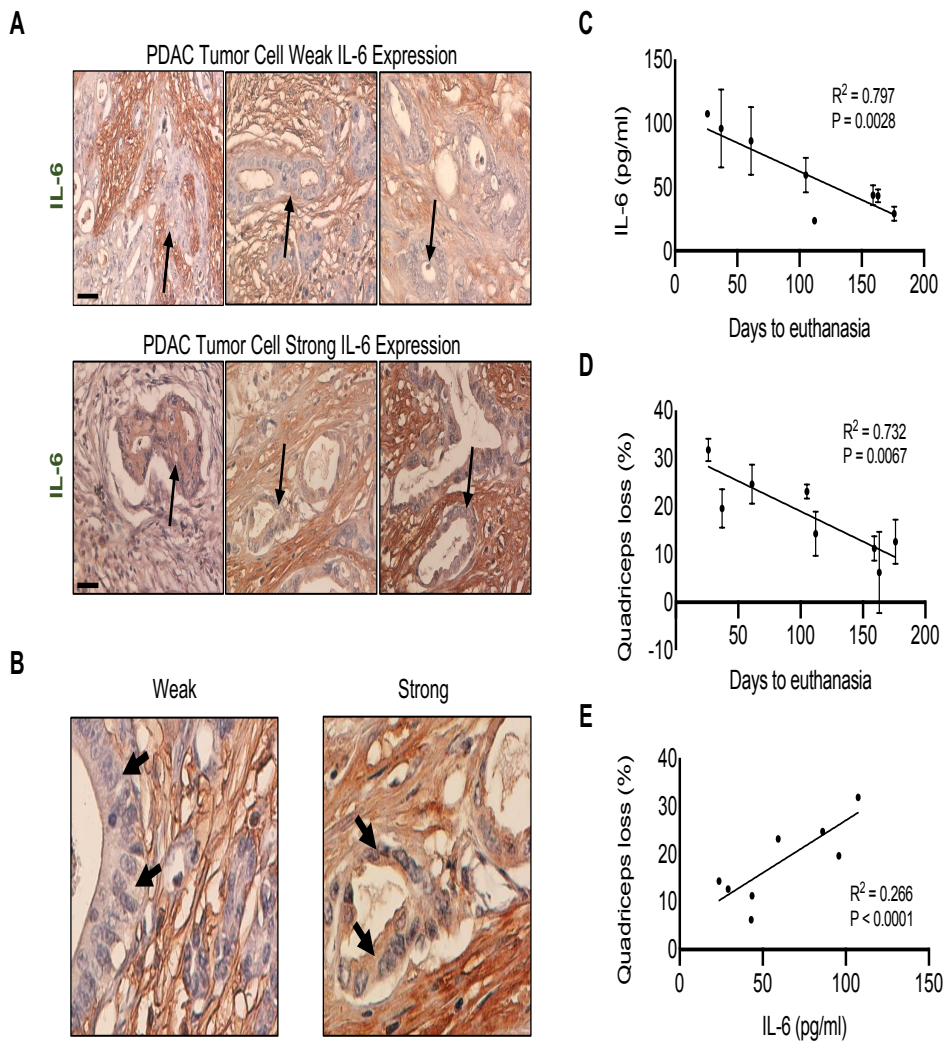 A
PDAC Tumor Cell Weak IL-6 Expression
IL-6
PDAC Tumor Cell Strong IL-6 Expression
IL-6
B
Weak
Strong
C
150
100
50
0
IL-6 (pg/ml)
R² = 0.797
P = 0.0028
0 50 100 150 200
Days to euthanasia
D
40
30
20
10
0
-10
Quadriceps loss (%)
R² = 0.732
P = 0.0067
50 100 150 200
Days to euthanasia
E
40
30
20
10
0
Quadriceps loss (%)
R² = 0.266
P < 0.0001
0 50 100 150
IL-6 (pg/ml)